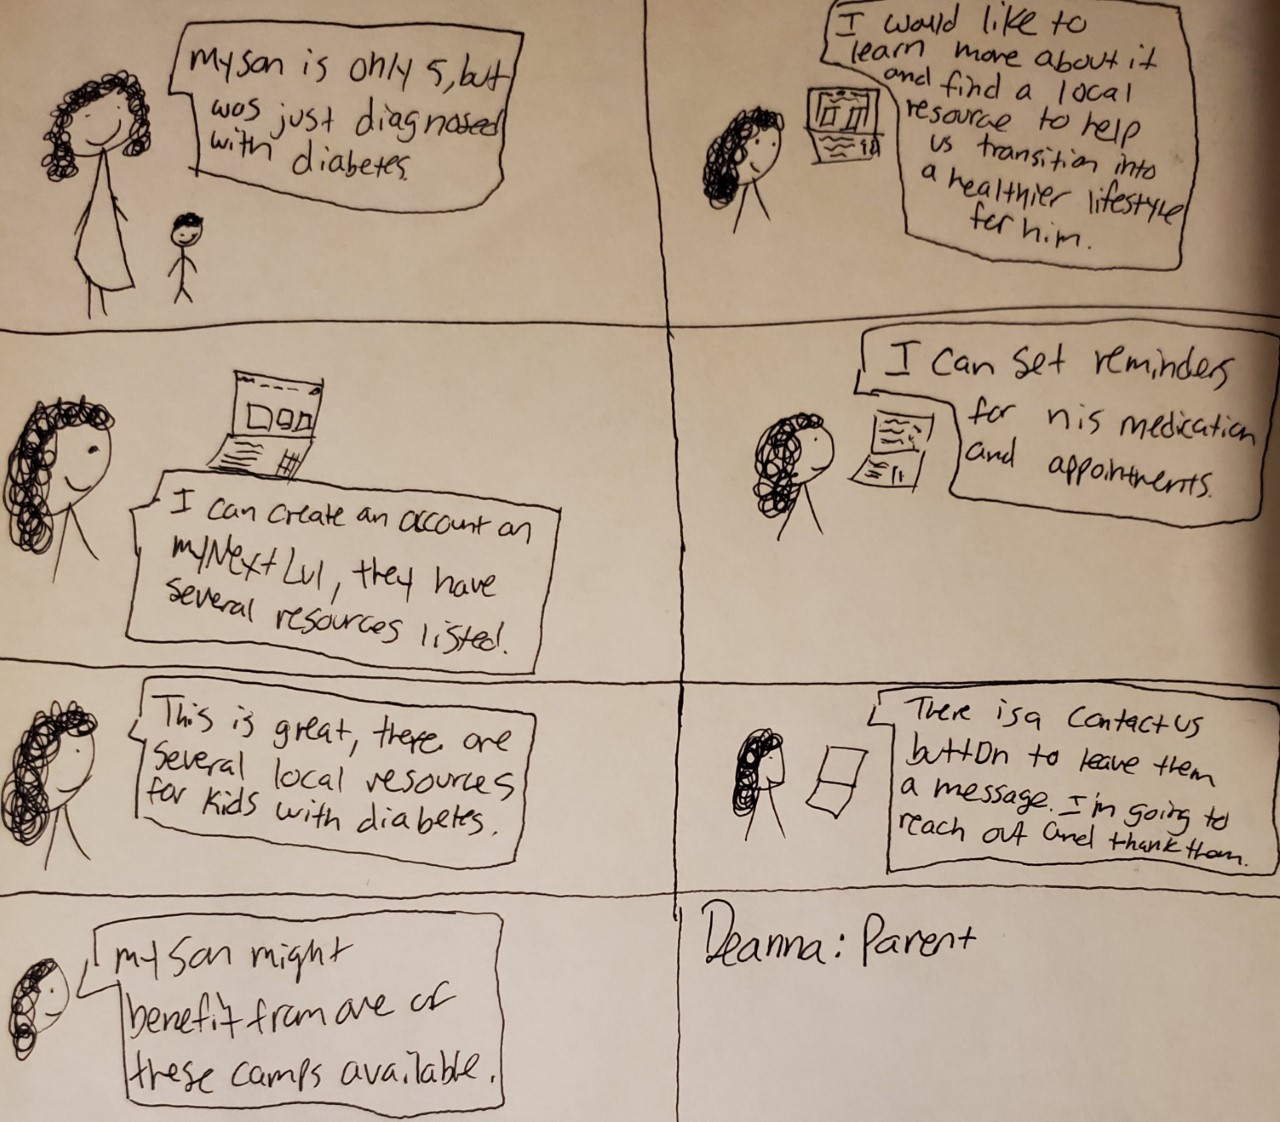 My son is only 5, but
was just diagnosed
with diabetes.
I would like to
learn more about it
and find a local
resource to help
us transition into
a healthier lifestyle
for him.
I can create an account on
myNextLvl, they have
several resources listed.
I can set reminders
for his medication
and appointments.
This is great, there are
several local resources
for kids with diabetes.
There is a Contact us
button to leave them
a message. I'm going to
reach out and thank them.
my son might
benefit from one of
these camps available.
Deanna: Parent